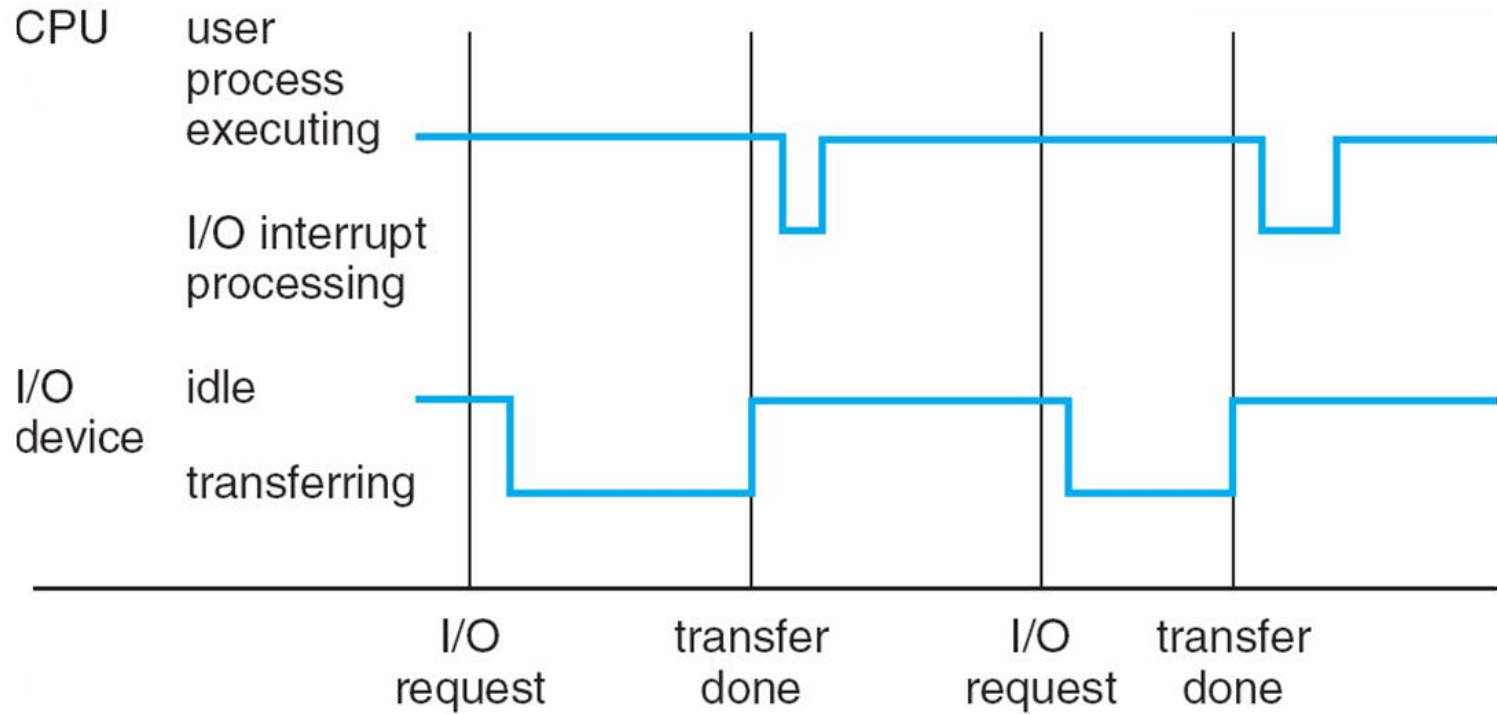 CPU
user
process
executing
I/O interrupt
processing
I/O
device
idle
transferring
I/O
request
transfer
done
I/O
request
transfer
done